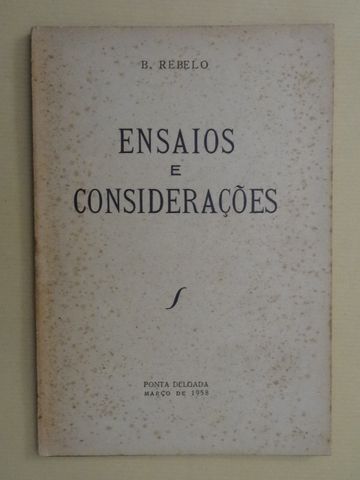 B. REBELO
ENSAIOS
E
CONSIDERAÇÕES
PONTA DELGADA
MARÇO DE 1958